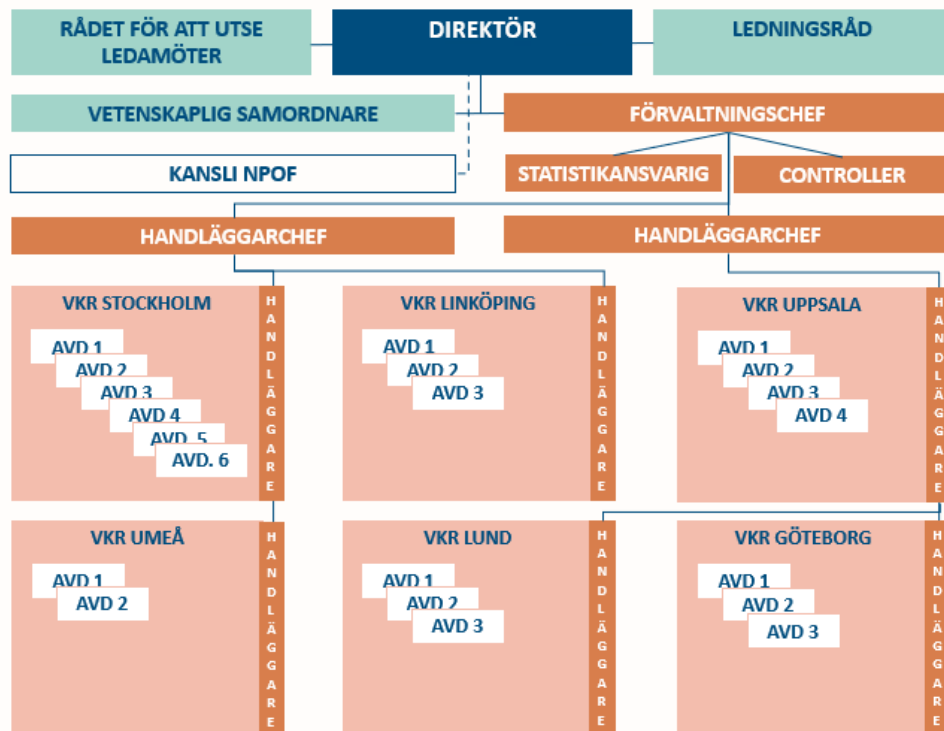 RÅDET FÖR ATT UTSE
LEDAMÖTER
DIREKTÖR
LEDNINGSRÅD
VETENSKAPLIG SAMORDNARE
FÖRVALTNINGSCHEF
KANSLI NPOF
STATISTIKANSVARIG
CONTROLLER
HANDLÄGGARCHEF
HANDLÄGGARCHEF
VKR STOCKHOLM
AVD 1
AVD 2
AVD 3
AVD 4
AVD. 5
AVD. 6
HANDLÄGGARE
VKR LINKÖPING
AVD 1
AVD 2
AVD 3
HANDLÄGGARE
VKR UPPSALA
AVD 1
AVD 2
AVD 3
AVD 4
HANDLÄGGARE
VKR UMEÅ
AVD 1
AVD 2
HANDLÄGGARE
VKR LUND
AVD 1
AVD 2
AVD 3
HANDLÄGGARE
VKR GÖTEBORG
AVD 1
AVD 2
AVD 3
HANDLÄGGARE